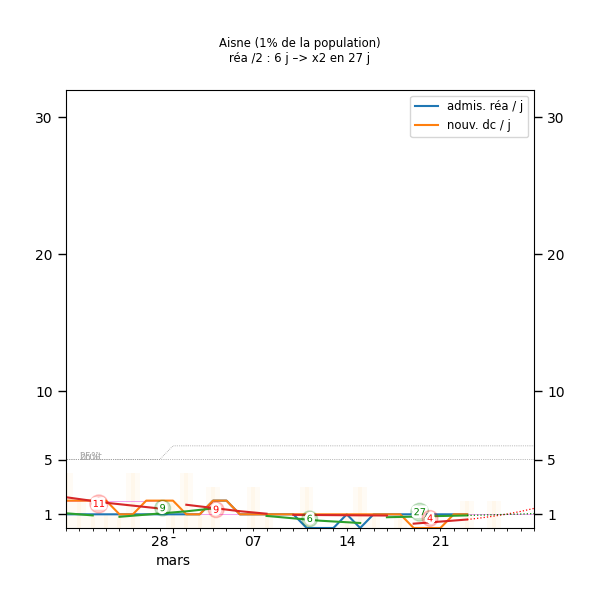 Aisne (1% de la population)
réa /2 : 6 j –> x2 en 27 j
admis. réa / j
nouv. dc / j
30 30
20 20
10 10
5 5
11 9 9 6 27 4
1 1
28 07 14 21
mars